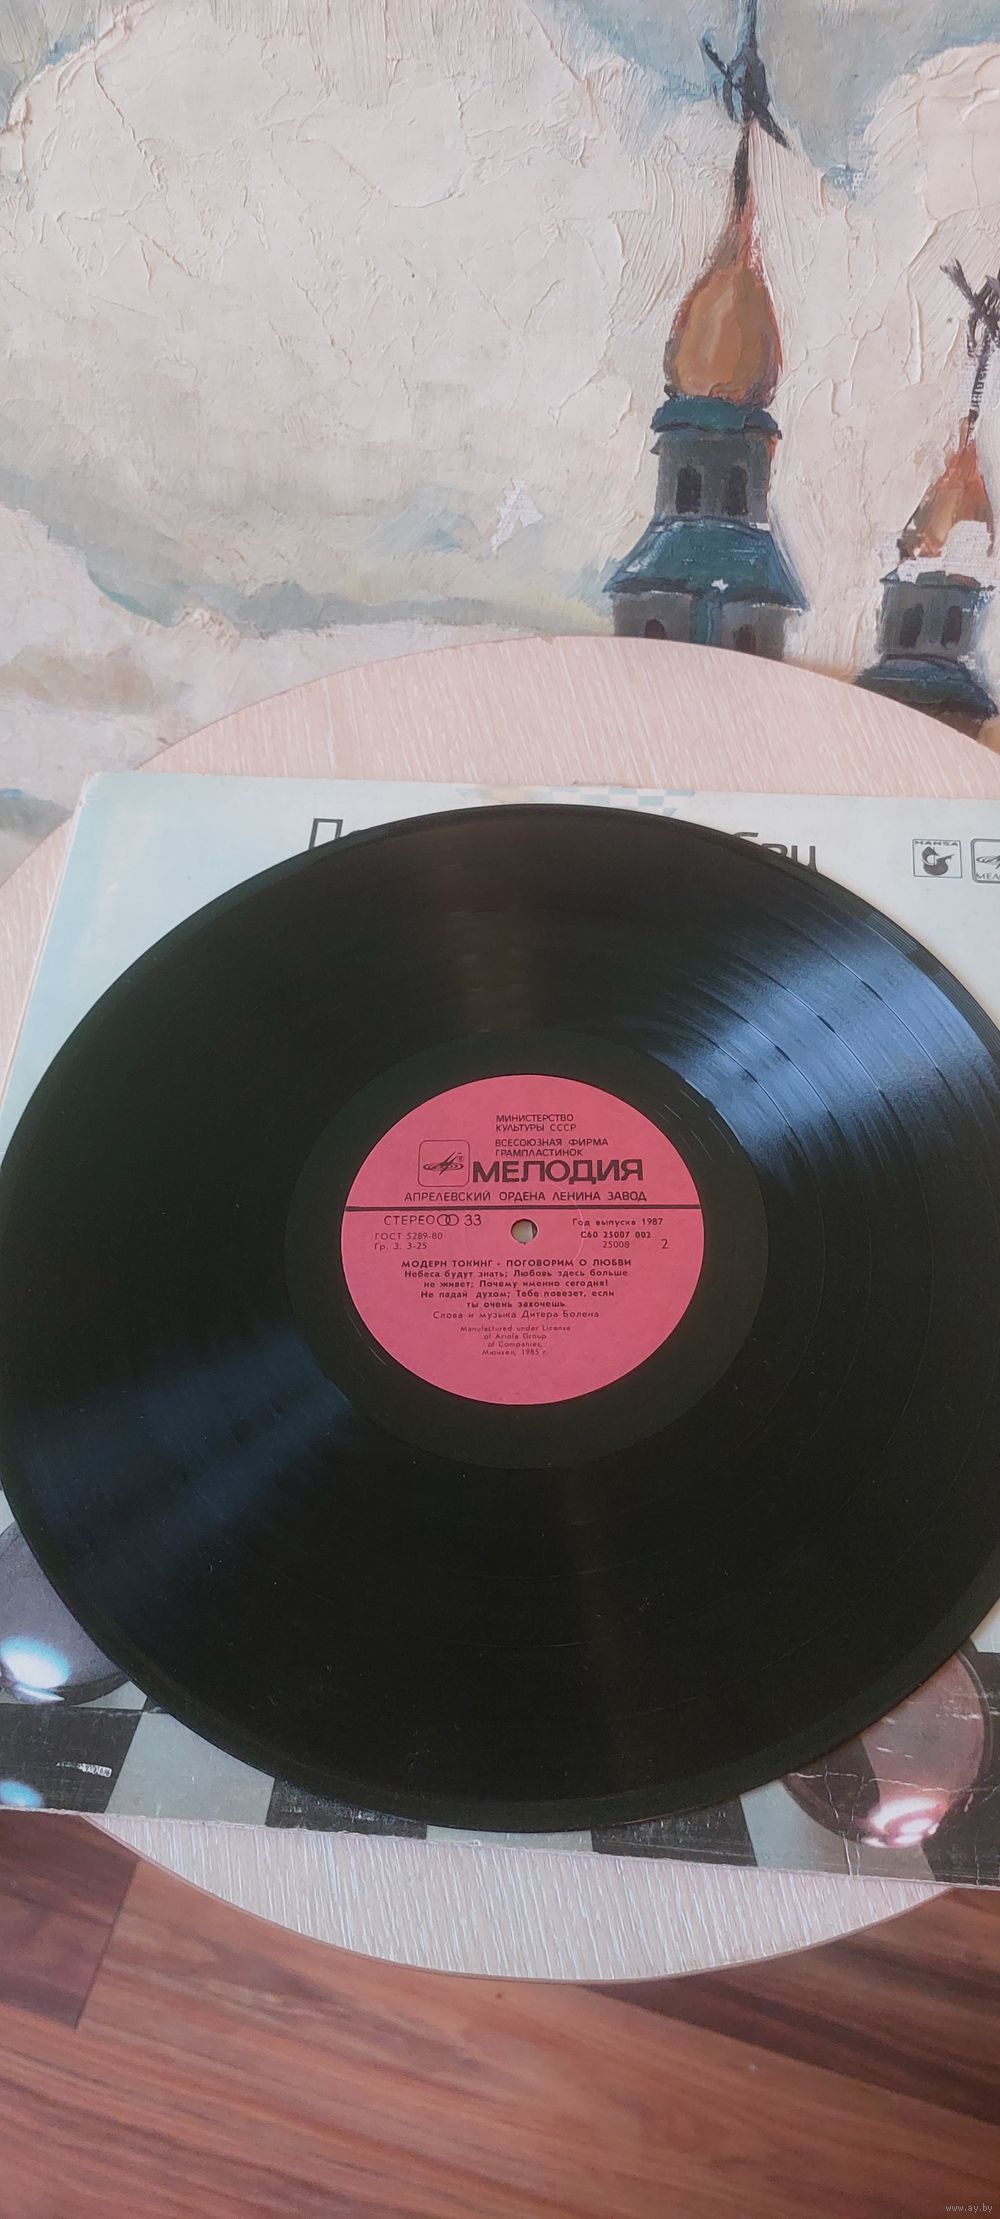 HANSA
МИНИСТЕРСТВО
КУЛЬТУРЫ СССР
ВСЕСОЮЗНАЯ ФИРМА
ГРАМПЛАСТИНОК
МЕЛОДИЯ
АПРЕЛЕВСКИЙ ОРДЕНА ЛЕНИНА ЗАВОД
СТЕРЕО 33
Год выпуска 1987
ГОСТ 5289-80
С60 25007 002
Гр. 3. 3-25
25008
2
МОДЕРН ТОКИНГ - ПОГОВОРИМ О ЛЮБВИ
Небеса будут знать; Любовь здесь больше
не живет; Почему именно сегодня!
Не падай духом; Тебе повезет, если
ты очень захочешь
Слова и музыка Дитера Болена
Manufactured under License
of Ariola Group
of Companies,
Мюнхен, 1985 г.
www.ay.by